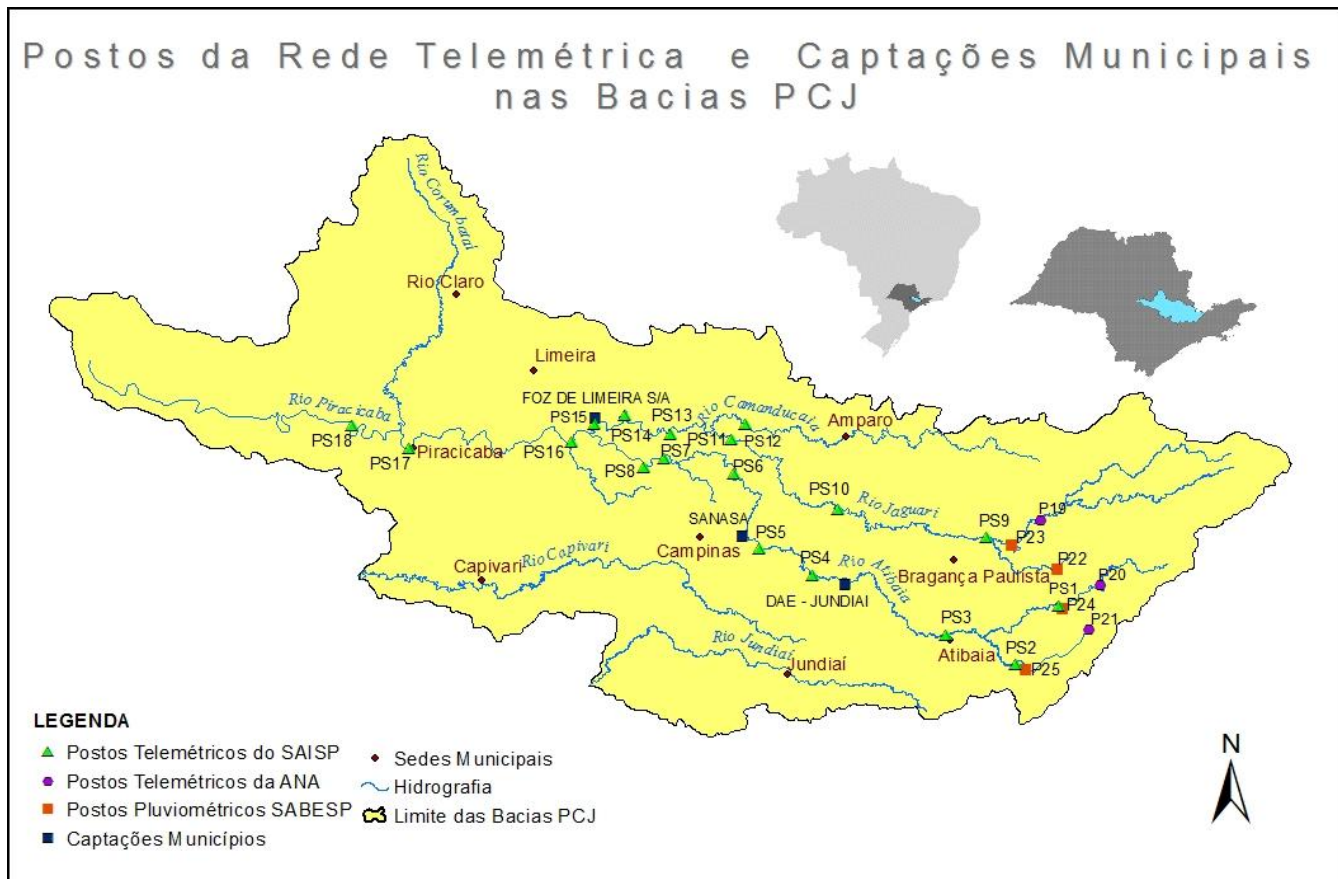 Postos da Rede Telemétrica e Captações Municipais
nas Bacias PCJ
Rio Corumbataí
Rio Claro
Limeira
FOZ DE LIMEIRA S/A
Rio Piracicaba
PS18
PS17
Piracicaba
PS16
PS15
PS14
PS13
PS11
PS12
Rio Camanducaia
Amparo
PS8
PS7
PS6
PS10
Rio Jaguari
PS9
P19
P23
P22
P20
SANASA
PS5
Campinas
PS4
Rio Atibaia
Bragança Paulista
PS1
P24
P21
Capivari
Rio Capivari
DAE - JUNDIAI
PS3
Atibaia
PS2
P25
Rio Jundiaí
Jundiaí
LEGENDA
Postos Telemétricos do SAISP
Postos Telemétricos da ANA
Postos Pluviométricos SABESP
Captações Municípios
Sedes Municipais
Hidrografia
Limite das Bacias PCJ
N